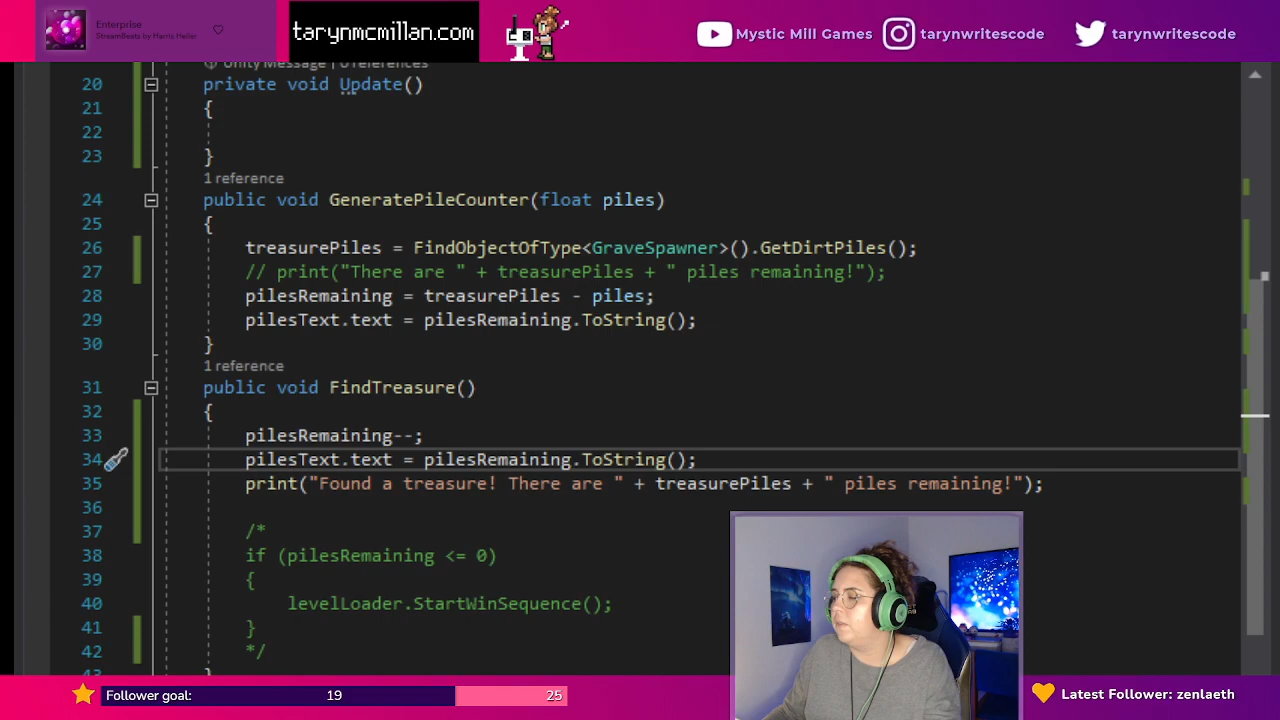 Enterprise
StreamBeats by Harris Heller
tarynmcmillan.com
Mystic Mill Games
tarynwritescode
tarynwritescode
Unity Message | 0 references
20 private void Update()
21 {
22
23 }
1 reference
24 public void GeneratePileCounter(float piles)
25 {
26 treasurePiles = FindObjectOfType<GraveSpawner>().GetDirtPiles();
27 // print("There are " + treasurePiles + " piles remaining!");
28 pilesRemaining = treasurePiles - piles;
29 pilesText.text = pilesRemaining.ToString();
30 }
1 reference
31 public void FindTreasure()
32 {
33 pilesRemaining--;
34 pilesText.text = pilesRemaining.ToString();
35 print("Found a treasure! There are " + treasurePiles + " piles remaining!");
36
37 /*
38 if (pilesRemaining <= 0)
39 {
40 levelLoader.StartWinSequence();
41 }
42 */
43 }
Follower goal: 19 25
Latest Follower: zenlaeth